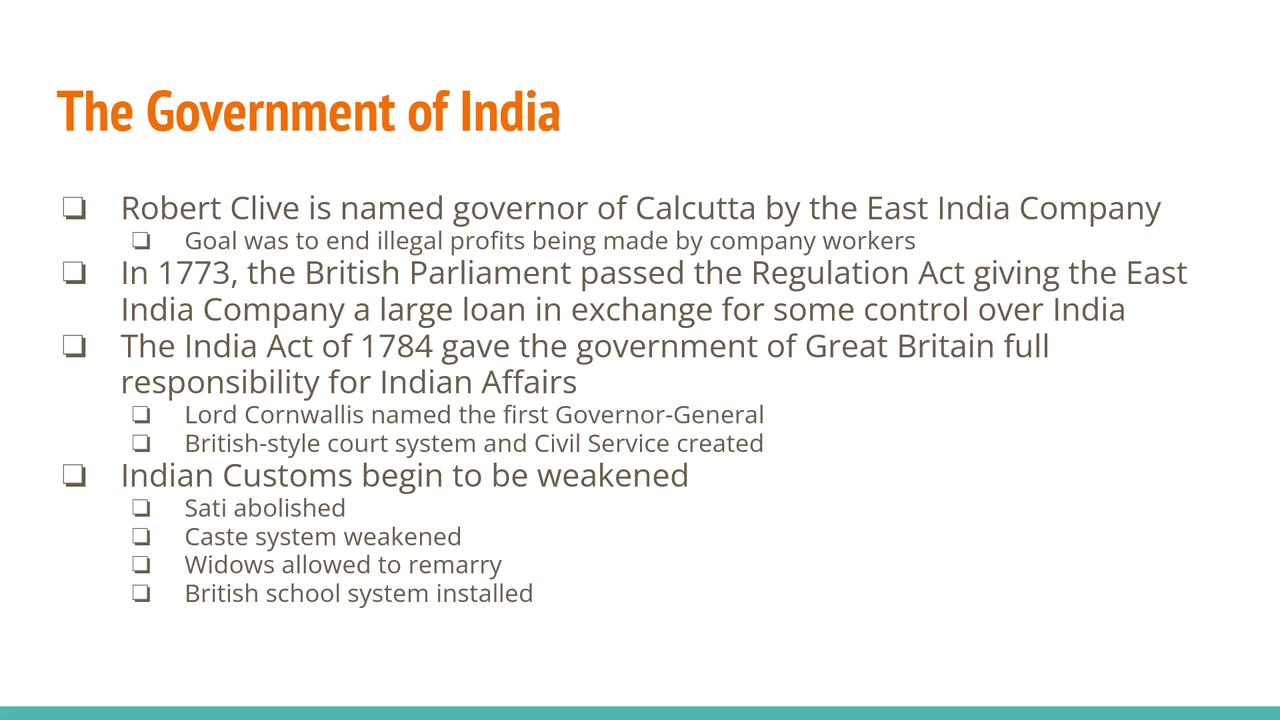 The Government of India
❏ Robert Clive is named governor of Calcutta by the East India Company
❏ Goal was to end illegal profits being made by company workers
❏ In 1773, the British Parliament passed the Regulation Act giving the East
India Company a large loan in exchange for some control over India
❏ The India Act of 1784 gave the government of Great Britain full
responsibility for Indian Affairs
❏ Lord Cornwallis named the first Governor-General
❏ British-style court system and Civil Service created
❏ Indian Customs begin to be weakened
❏ Sati abolished
❏ Caste system weakened
❏ Widows allowed to remarry
❏ British school system installed